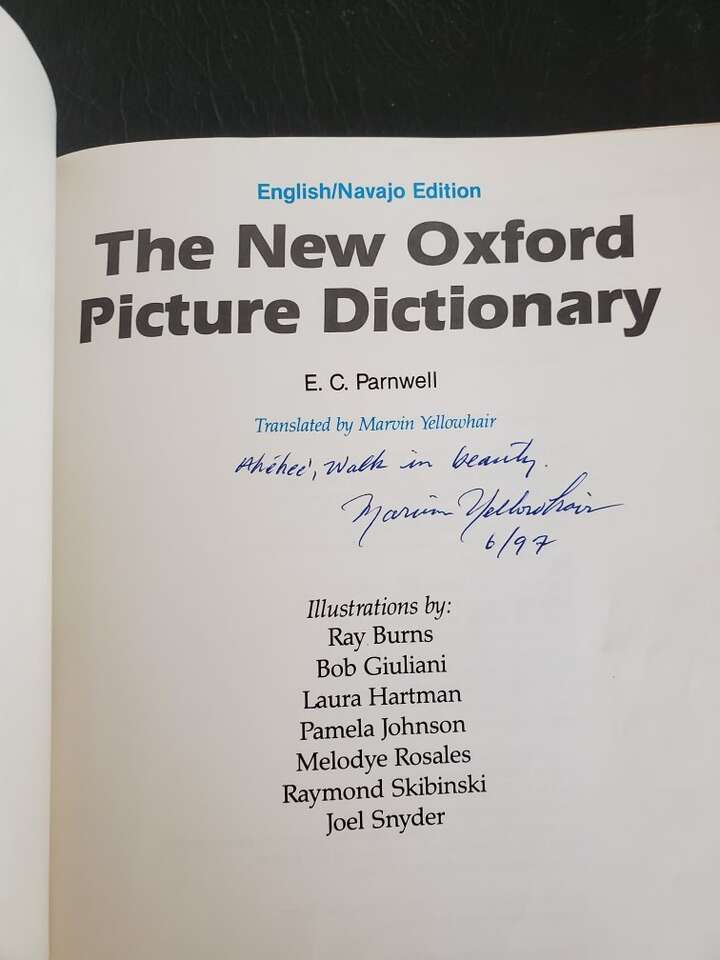 English/Navajo Edition
The New Oxford
Picture Dictionary
E. C. Parnwell
Translated by Marvin Yellowhair
Ahéhee', Walk in beauty.
Marvin Yellowhair
6/97
Illustrations by:
Ray Burns
Bob Giuliani
Laura Hartman
Pamela Johnson
Melodye Rosales
Raymond Skibinski
Joel Snyder